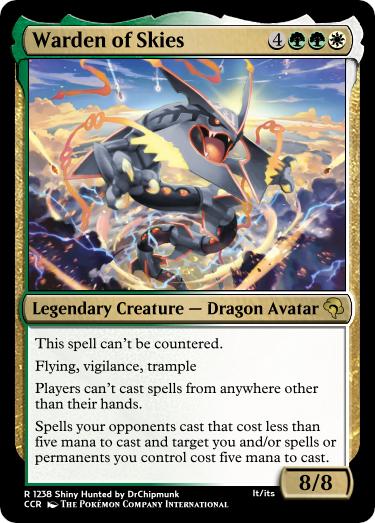 Warden of Skies 4
Legendary Creature — Dragon Avatar
This spell can't be countered.
Flying, vigilance, trample
Players can't cast spells from anywhere other
than their hands.
Spells your opponents cast that cost less than
five mana to cast and target you and/or spells or
permanents you control cost five mana to cast.
8/8
R 1238 Shiny Hunted by DrChipmunk It/its
CCR The Pokémon Company International